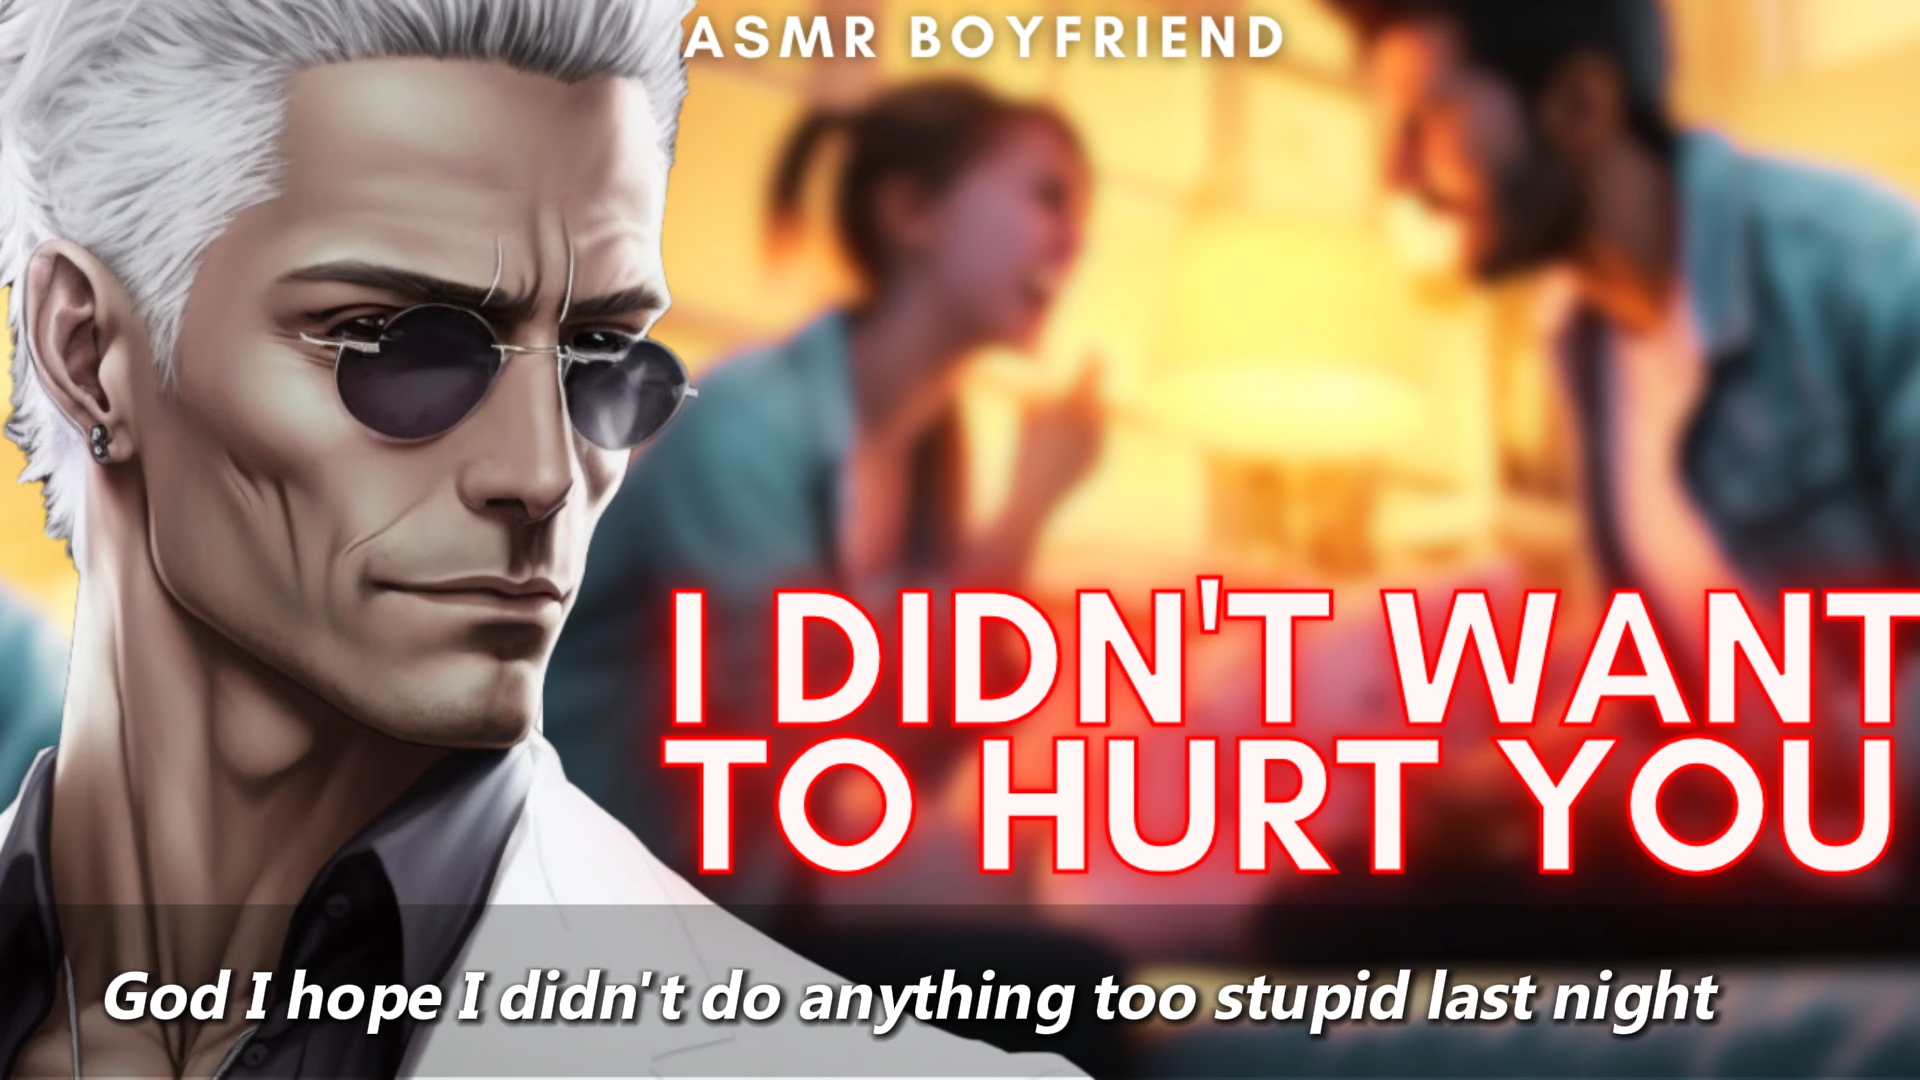 ASMR BOYFRIEND
I DIDN'T WANT
TO HURT YOU
God I hope I didn't do anything too stupid last night